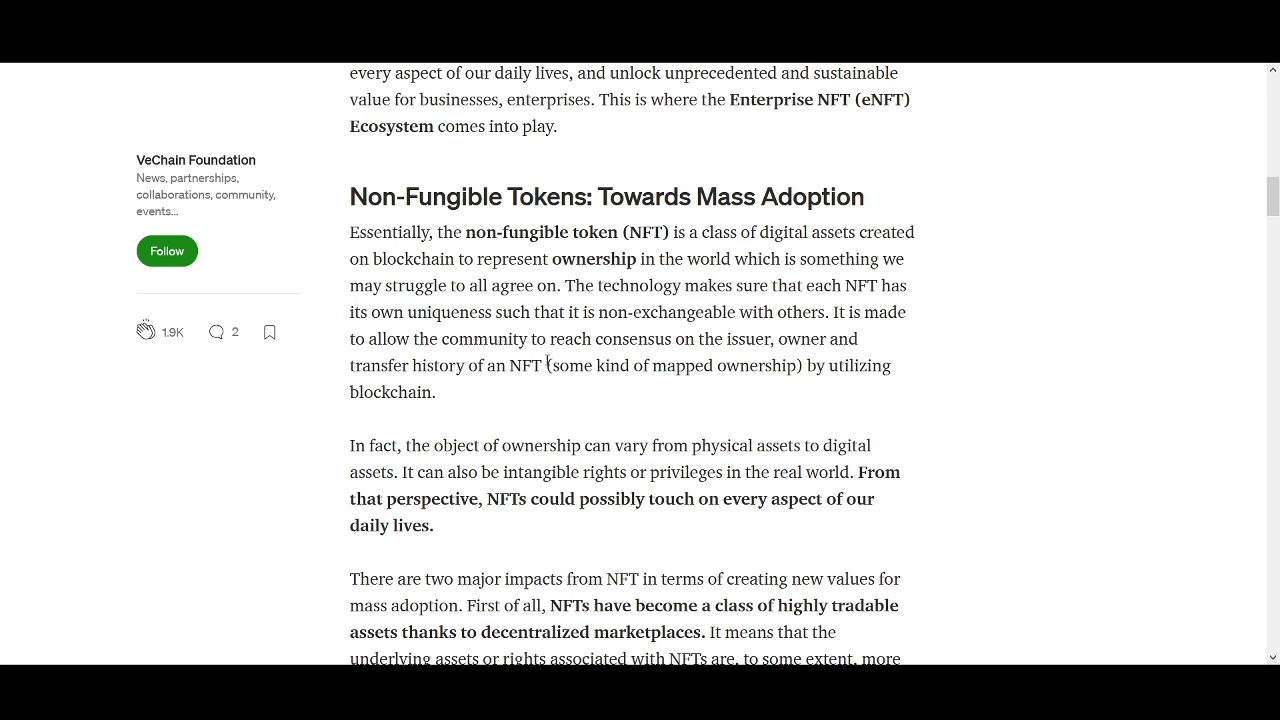 every aspect of our daily lives, and unlock unprecedented and sustainable
value for businesses, enterprises. This is where the Enterprise NFT (eNFT)
Ecosystem comes into play.
VeChain Foundation
News, partnerships,
collaborations, community,
events...
Follow
1.9K
2
Non-Fungible Tokens: Towards Mass Adoption
Essentially, the non-fungible token (NFT) is a class of digital assets created
on blockchain to represent ownership in the world which is something we
may struggle to all agree on. The technology makes sure that each NFT has
its own uniqueness such that it is non-exchangeable with others. It is made
to allow the community to reach consensus on the issuer, owner and
transfer history of an NFT (some kind of mapped ownership) by utilizing
blockchain.
In fact, the object of ownership can vary from physical assets to digital
assets. It can also be intangible rights or privileges in the real world. From
that perspective, NFTs could possibly touch on every aspect of our
daily lives.
There are two major impacts from NFT in terms of creating new values for
mass adoption. First of all, NFTs have become a class of highly tradable
assets thanks to decentralized marketplaces. It means that the
underlying assets or rights associated with NFTs are, to some extent, more